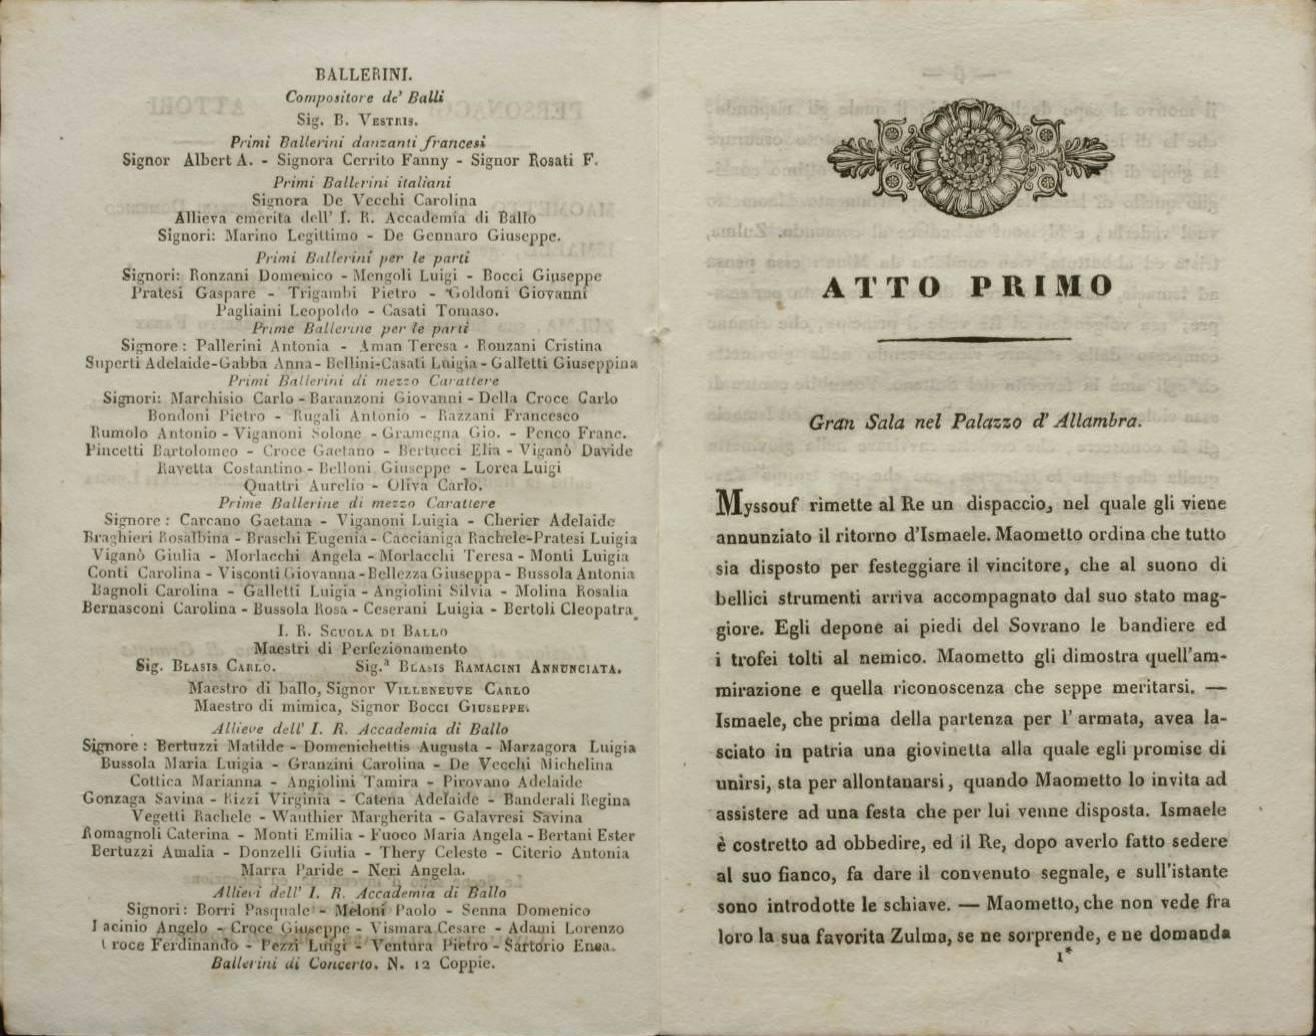 BALLERINI.
Compositore de' Balli
Sig. B. VESTRIS.
Primi Ballerini danzanti francesi
Signor Albert A. - Signora Cerrito Fanny - Signor Rosati F.
Primi Ballerini italiani
Signora De Vecchi Carolina
Allieva emerita dell' I. R. Accademia di Ballo
Signori: Marino Legittimo - De Gennaro Giuseppe.
Primi Ballerini per le parti
Signori: Ronzani Domenico - Mengoli Luigi - Bocci Giuseppe
Pratesi Gaspare - Trigambi Pietro - Goldoni Giovanni
Pagliaini Leopoldo - Casati Tomaso.
Prime Ballerine per le parti
Signore: Pallerini Antonia - Aman Teresa - Ronzani Cristina
Superti Adelaide-Gabba Anna-Bellini-Casati Luigia-Galletti Giuseppina
Primi Ballerini di mezzo Carattere
Signori: Marchisio Carlo-Baranzoni Giovanni-Della Croce Carlo
Bondoni Pietro - Rugali Antonio - Razzani Francesco
Rumolo Antonio - Viganoni Solone - Gramegna Gio. - Penco Franc.
Pincetti Bartolomeo - Croce Gaetano - Bertucci Elia - Viganò Davide
Ravetta Costantino - Belloni Giuseppe - Lorea Luigi
Quattri Aurelio - Oliva Carlo.
Prime Ballerine di mezzo Carattere
Signore: Carcano Gaetana - Viganoni Luigia - Cherier Adelaide
Braghieri Rosalbina - Braschi Eugenia - Caccianiga Rachele-Pratesi Luigia
Viganò Giulia - Morlacchi Angela - Morlacchi Teresa - Monti Luigia
Conti Carolina - Visconti Giovanna-Bellezza Giuseppa - Bussola Antonia
Bagnoli Carolina - Galletti Luigia - Angiolini Silvia - Molina Rosalia
Bernasconi Carolina - Bussola Rosa - Ceserani Luigia - Bertoli Cleopatra.
I. R. SCUOLA DI BALLO
Maestri di Perfezionamento
Sig. BLASIS CARLO. Sig.ª BLASIS RAMACINI ANNUNCIATA.
Maestro di ballo, Signor VILLENEUVE CARLO
Maestro di mimica, Signor BOCCI GIUSEPPE.
Allieve dell' I. R. Accademia di Ballo
Signore: Bertuzzi Matilde - Domenichettis Augusta - Marzagora Luigia
Bussola Maria Luigia - Granzini Carolina - De Vecchi Michelina
Cottica Marianna - Angiolini Tamira - Pirovano Adelaide
Gonzaga Savina - Rizzi Virginia - Catena Adelaide - Banderali Regina
Vegetti Rachele - Wauthier Margherita - Galavresi Savina
Romagnoli Caterina - Monti Emilia - Fuoco Maria Angela - Bertani Ester
Bertuzzi Amalia - Donzelli Giulia - Thery Celeste - Citerio Antonia
Marra Paride - Neri Angela.
Allievi dell' I. R. Accademia di Ballo
Signori: Borri Pasquale - Meloni Paolo - Senna Domenico
Iacinio Angelo - Croce Giuseppe - Vismara Cesare - Adami Lorenzo
Croce Ferdinando - Pezzi Luigi - Ventura Pietro - Sartorio Enea.
Ballerini di Concerto. N. 12 Coppie.
ATTO PRIMO
Gran Sala nel Palazzo d' Allambra.
Myssouf rimette al Re un dispaccio, nel quale gli viene
annunziato il ritorno d'Ismaele. Maometto ordina che tutto
sia disposto per festeggiare il vincitore, che al suono di
bellici strumenti arriva accompagnato dal suo stato mag-
giore. Egli depone ai piedi del Sovrano le bandiere ed
i trofei tolti al nemico. Maometto gli dimostra quell'am-
mirazione e quella riconoscenza che seppe meritarsi. —
Ismaele, che prima della partenza per l' armata, avea la-
sciato in patria una giovinetta alla quale egli promise di
unirsi, sta per allontanarsi, quando Maometto lo invita ad
assistere ad una festa che per lui venne disposta. Ismaele
è costretto ad obbedire, ed il Re, dopo averlo fatto sedere
al suo fianco, fa dare il convenuto segnale, e sull'istante
sono introdotte le schiave. — Maometto, che non vede fra
loro la sua favorita Zulma, se ne sorprende, e ne domanda
1*